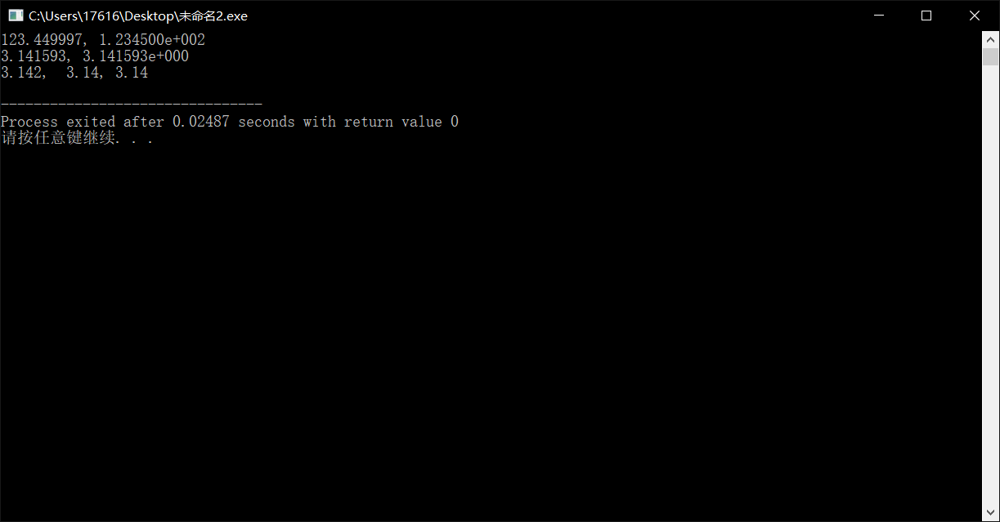 C:\Users\17616\Desktop\未命名2.exe
123.449997, 1.234500e+002
3.141593, 3.141593e+000
3.142,  3.14, 3.14
--------------------------------
Process exited after 0.02487 seconds with return value 0
请按任意键继续. . .